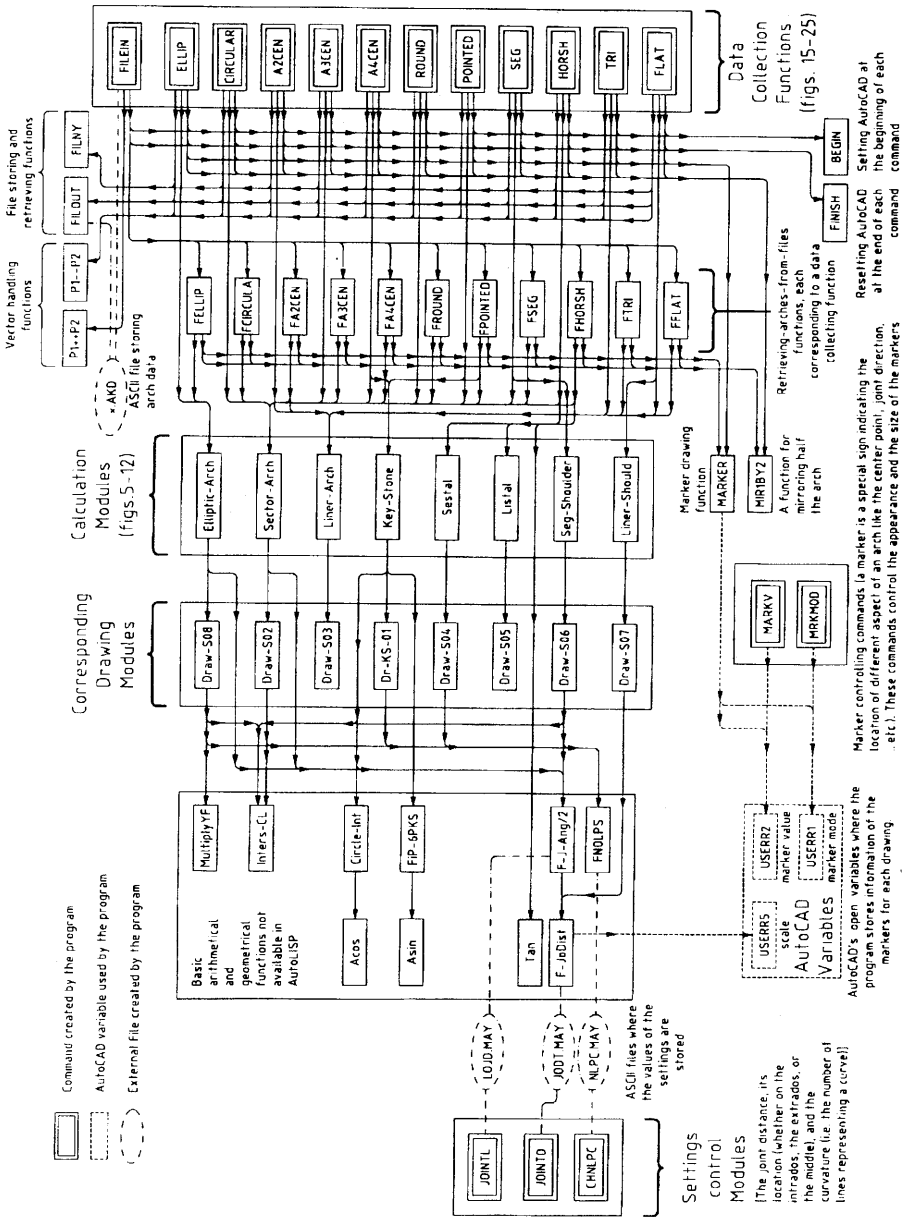 Command created by the program
AutoCAD variable used by the program
External File created by the program
Vector handling
functions
File storing and
retrieving functions
P1↔P2
P1--P2
FILOUT
FILNY
×.AKD
ASCII file storing
arch data
FILEIN
ELLIP
CIRCULAR
A2CEN
A3CEN
A4CEN
ROUND
POINTED
SEG
HORSH
TRI
FLAT
Data
Collection
Functions
(figs. 15-25)
BEGIN
Setting AutoCAD at
the beginning of each
command
FINISH
Resetting AutoCAD
at the end of each
command
FELLIP
FCIRCULA
FA2CEN
FA3CEN
FA4CEN
FROUND
FPOINTED
FSEG
FHORSH
FTRI
FFLAT
Retrieving-arches-from-files
functions, each
corresponding to a data
collecting function
Calculation
Modules
(figs.5-12)
Elliptic-Arch
Sector-Arch
Liner-Arch
Key-Stone
Sestal
Listal
Seg-Shoulder
Liner-Should
Marker drawing
function
MARKER
MIR1BY2
A function for
mirroring half
the arch
Corresponding
Drawing
Modules
Draw-S08
Draw-S02
Draw-S03
Dr-KS-01
Draw-S04
Draw-S05
Draw-S06
Draw-S07
MARKV
MRKMOD
Marker controlling commands (a marker is a special sign indicating the
location of different aspect of an arch like the center point, joint direction,
..etc.). These commands control the appearance and the size of the markers
MultiplyYF
Inters-CL
Circle-Int
FiP-6PKS
F-J-Ang/2
FNDLPS
Basic
arithmetical
and
geometrical
functions not
available in
AutoLISP
Acos
Asin
Tan
F-JoDist
USERR5
scale
USERR2
marker value
USERR1
marker mode
AutoCAD
Variables
AutoCAD's open variables where the
program stores information of the
markers for each drawing.
LOJD.MAY
JODT.MAY
NLPC.MAY
ASCII files where
the values of the
settings are
stored
JOINTL
JOINTD
CHNLPC
Settings
control
Modules
(The joint distance, its
location (whether on the
intrados, the extrados, or
the middle), and the
curvature (i.e. the number of
lines representing a curve))